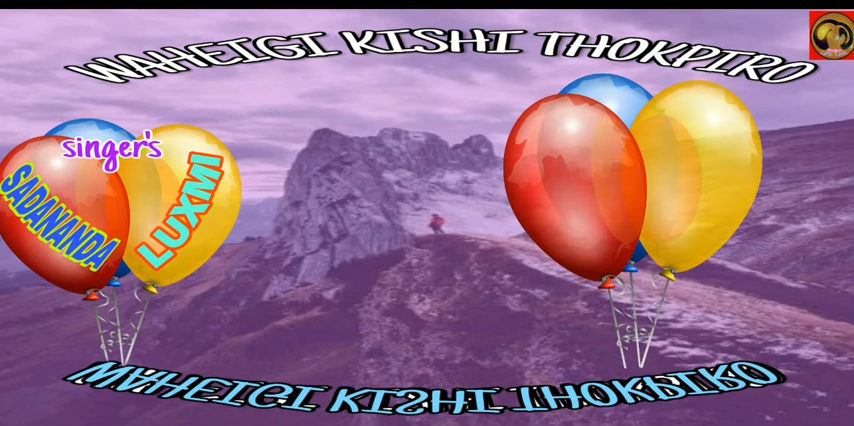 WAHEIGI KISHI THOKPIRO
singer's
SADANANDA
LUXMI
WAHEIGI KISHI THOKPIRO